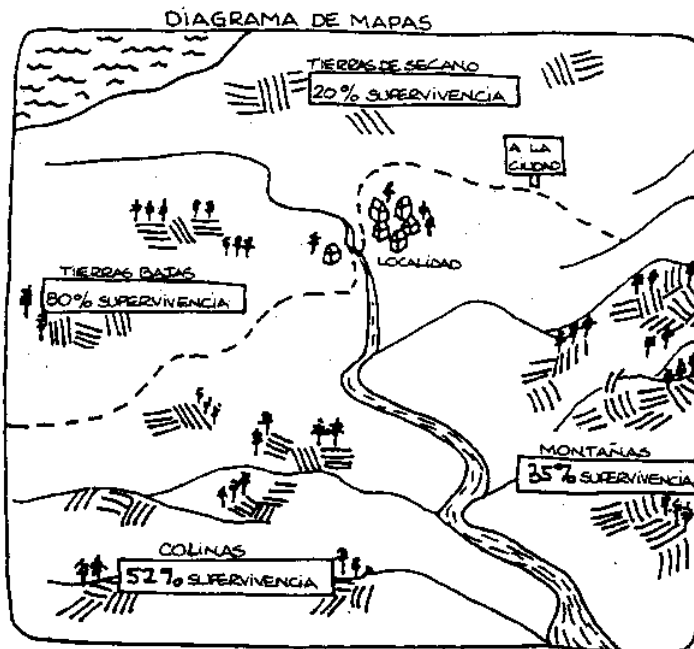 DIAGRAMA DE MAPAS
TIERRAS DE SECANO
20% SUPERVIVENCIA
A LA
CIUDAD
LOCALIDAD
TIERRAS BAJAS
80% SUPERVIVENCIA
MONTAÑAS
35% SUPERVIVENCIA
COLINAS
52% SUPERVIVENCIA